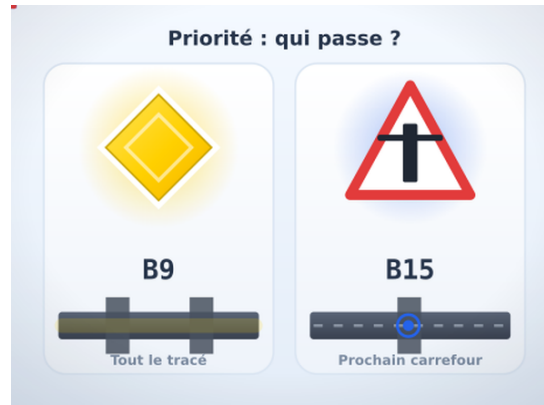 Priorité : qui passe ?
B9
B15
Tout le tracé
Prochain carrefour